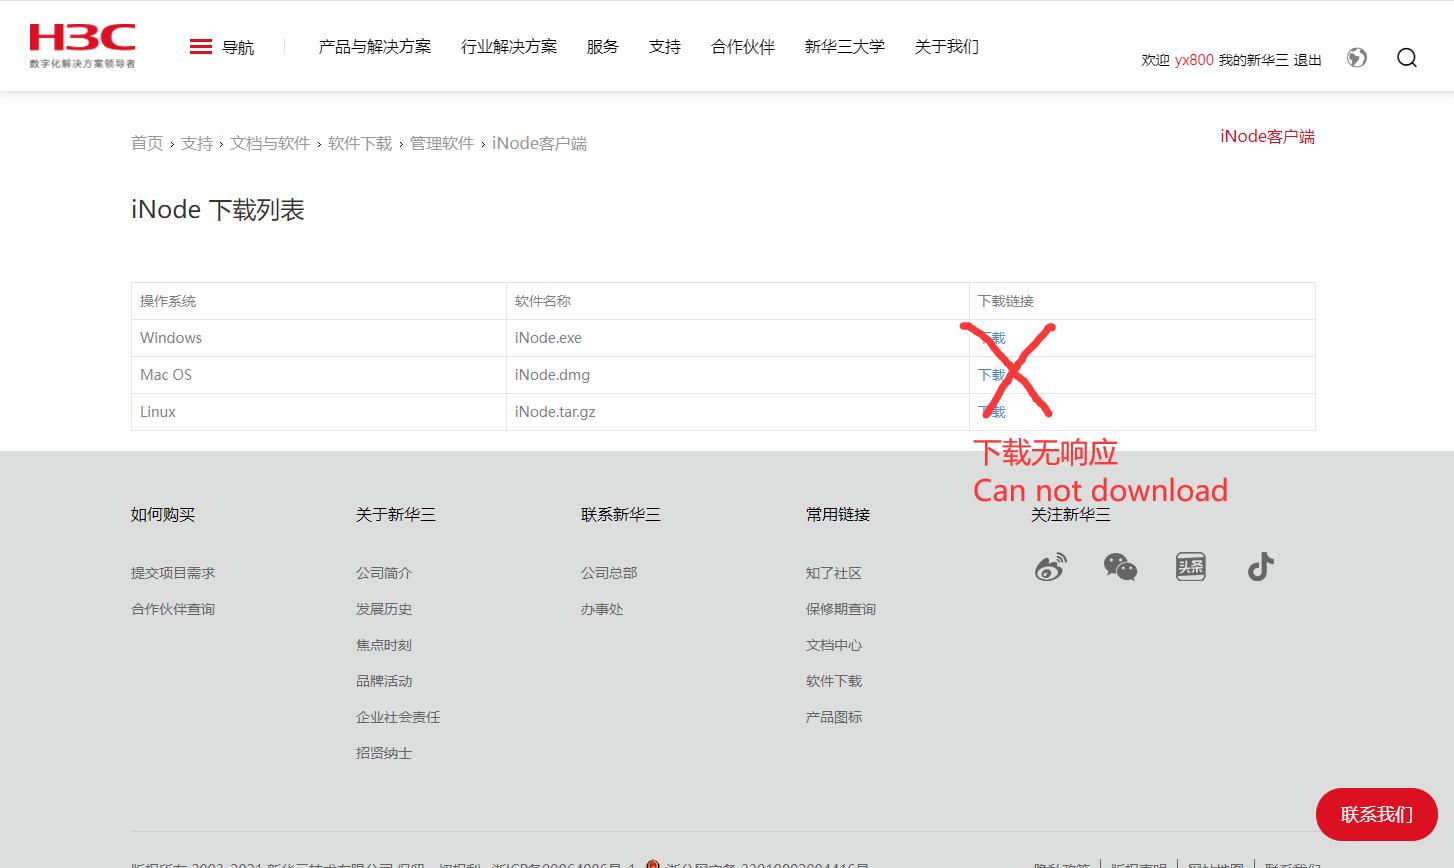 H3C
数字化解决方案领导者
导航
产品与解决方案 行业解决方案 服务 支持 合作伙伴 新华三大学 关于我们
欢迎 yx800 我的新华三 退出
首页 › 支持 › 文档与软件 › 软件下载 › 管理软件 › iNode客户端
iNode客户端
iNode 下载列表
操作系统 软件名称 下载链接
Windows iNode.exe 下载
Mac OS iNode.dmg 下载
Linux iNode.tar.gz 下载
下载无响应
Can not download
如何购买 关于新华三 联系新华三 常用链接 关注新华三
提交项目需求 公司简介 公司总部 知了社区
头条
合作伙伴查询 发展历史 办事处 保修期查询
焦点时刻 文档中心
品牌活动 软件下载
企业社会责任 产品图标
招贤纳士
联系我们